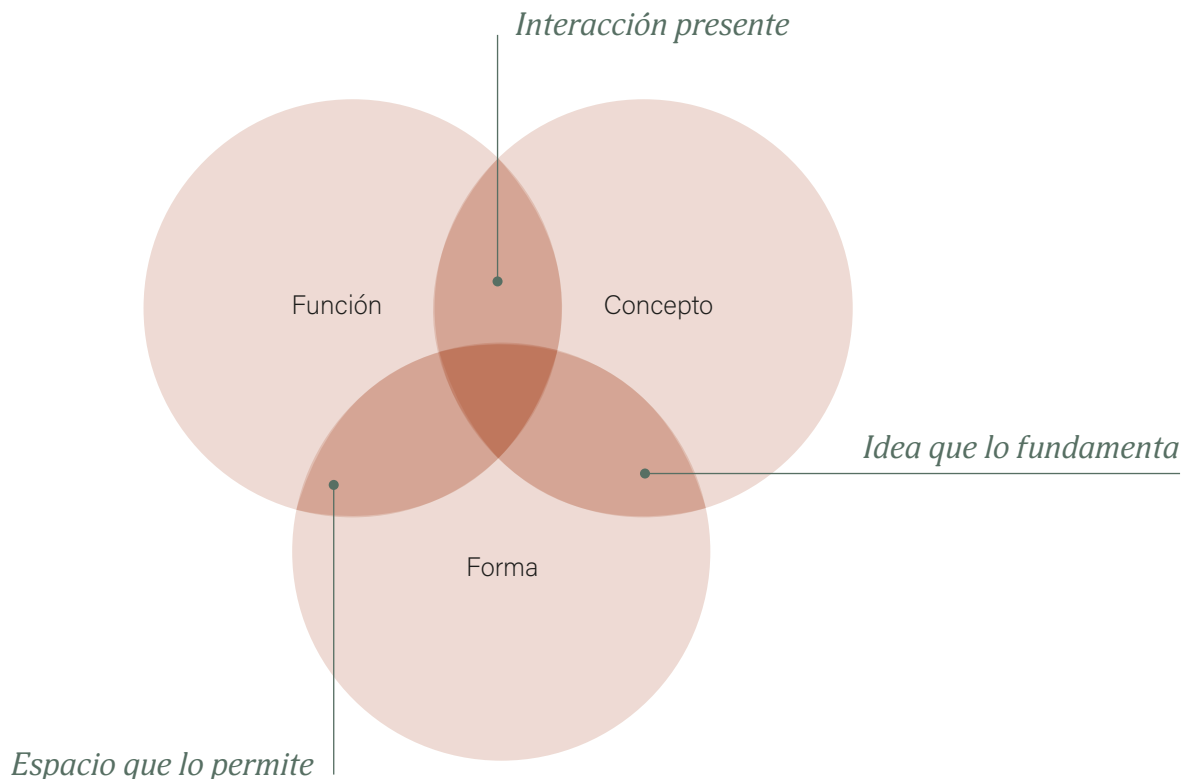 Interacción presente
Función
Concepto
Idea que lo fundamenta
Forma
Espacio que lo permite